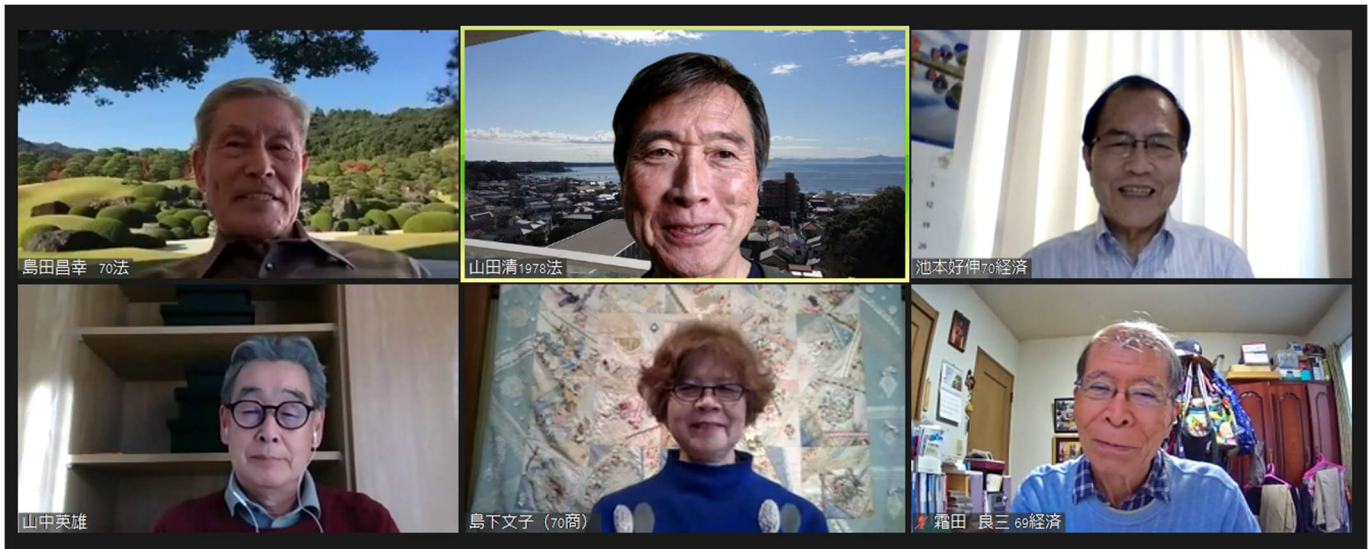 島田昌幸 70法
山田清1978法
池本好伸70経済
山中英雄
島下文子（70商）
霜田 良三 69経済